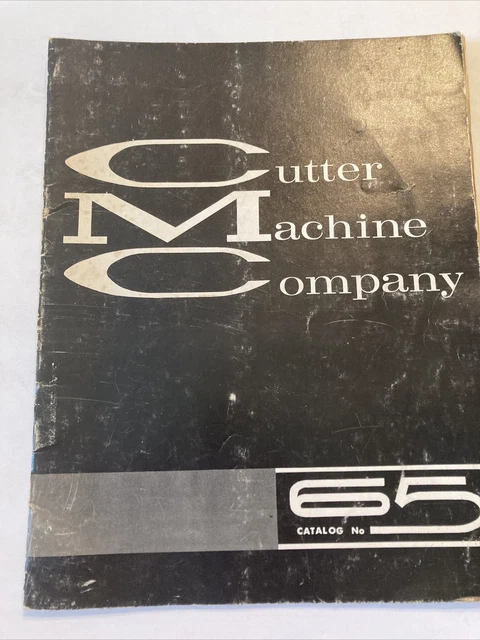 Cutter
Machine
Company
CATALOG No 65